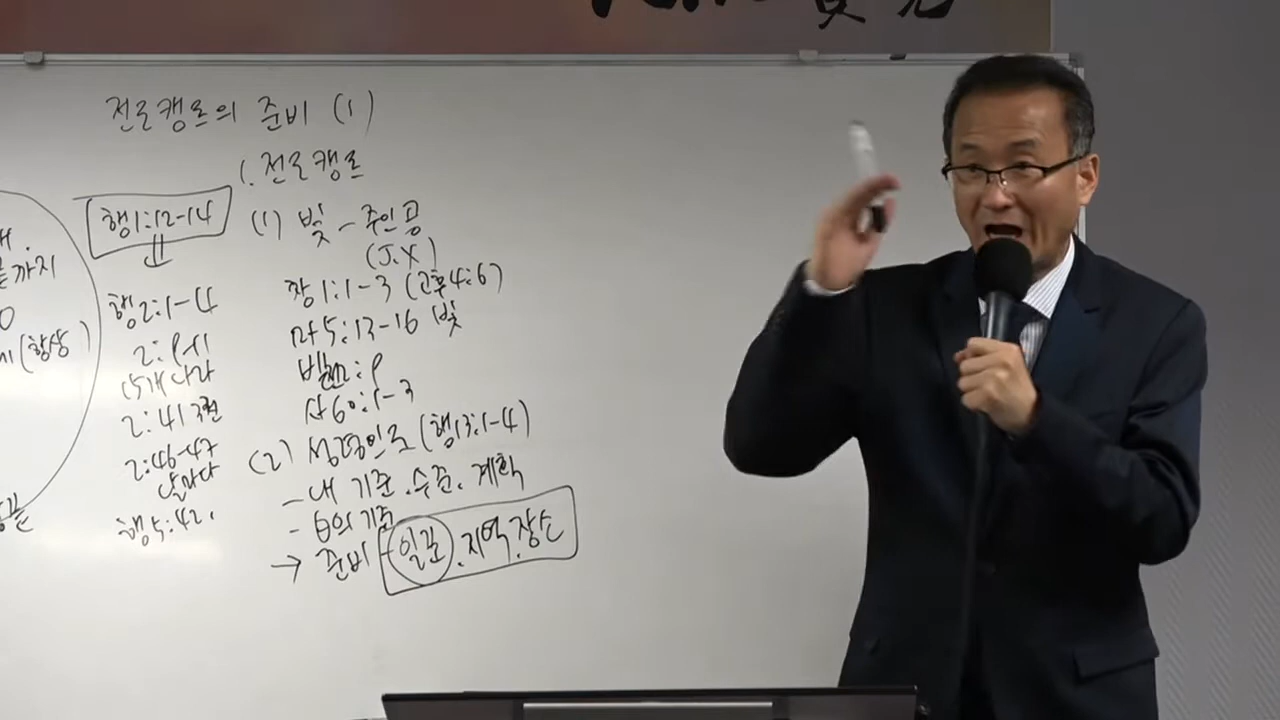 전도캠프의 준비 (1)
1. 전도캠프
행1:12-14
(1) 빛 - 주인공
(J.X)
창1:1-3 (고후4:6)
마5:13-16 빛
벧전2:9
사60:1-3
(2) 성령인도 (행13:1-4)
- 내 기준.수준.계획
- 의 기준
→ 준비 - 일꾼.지역.장소
행2:1-4
2:9-11
15개 나라
2:41 3천
2:46-47
날마다
행5:42.
까지
(항상)